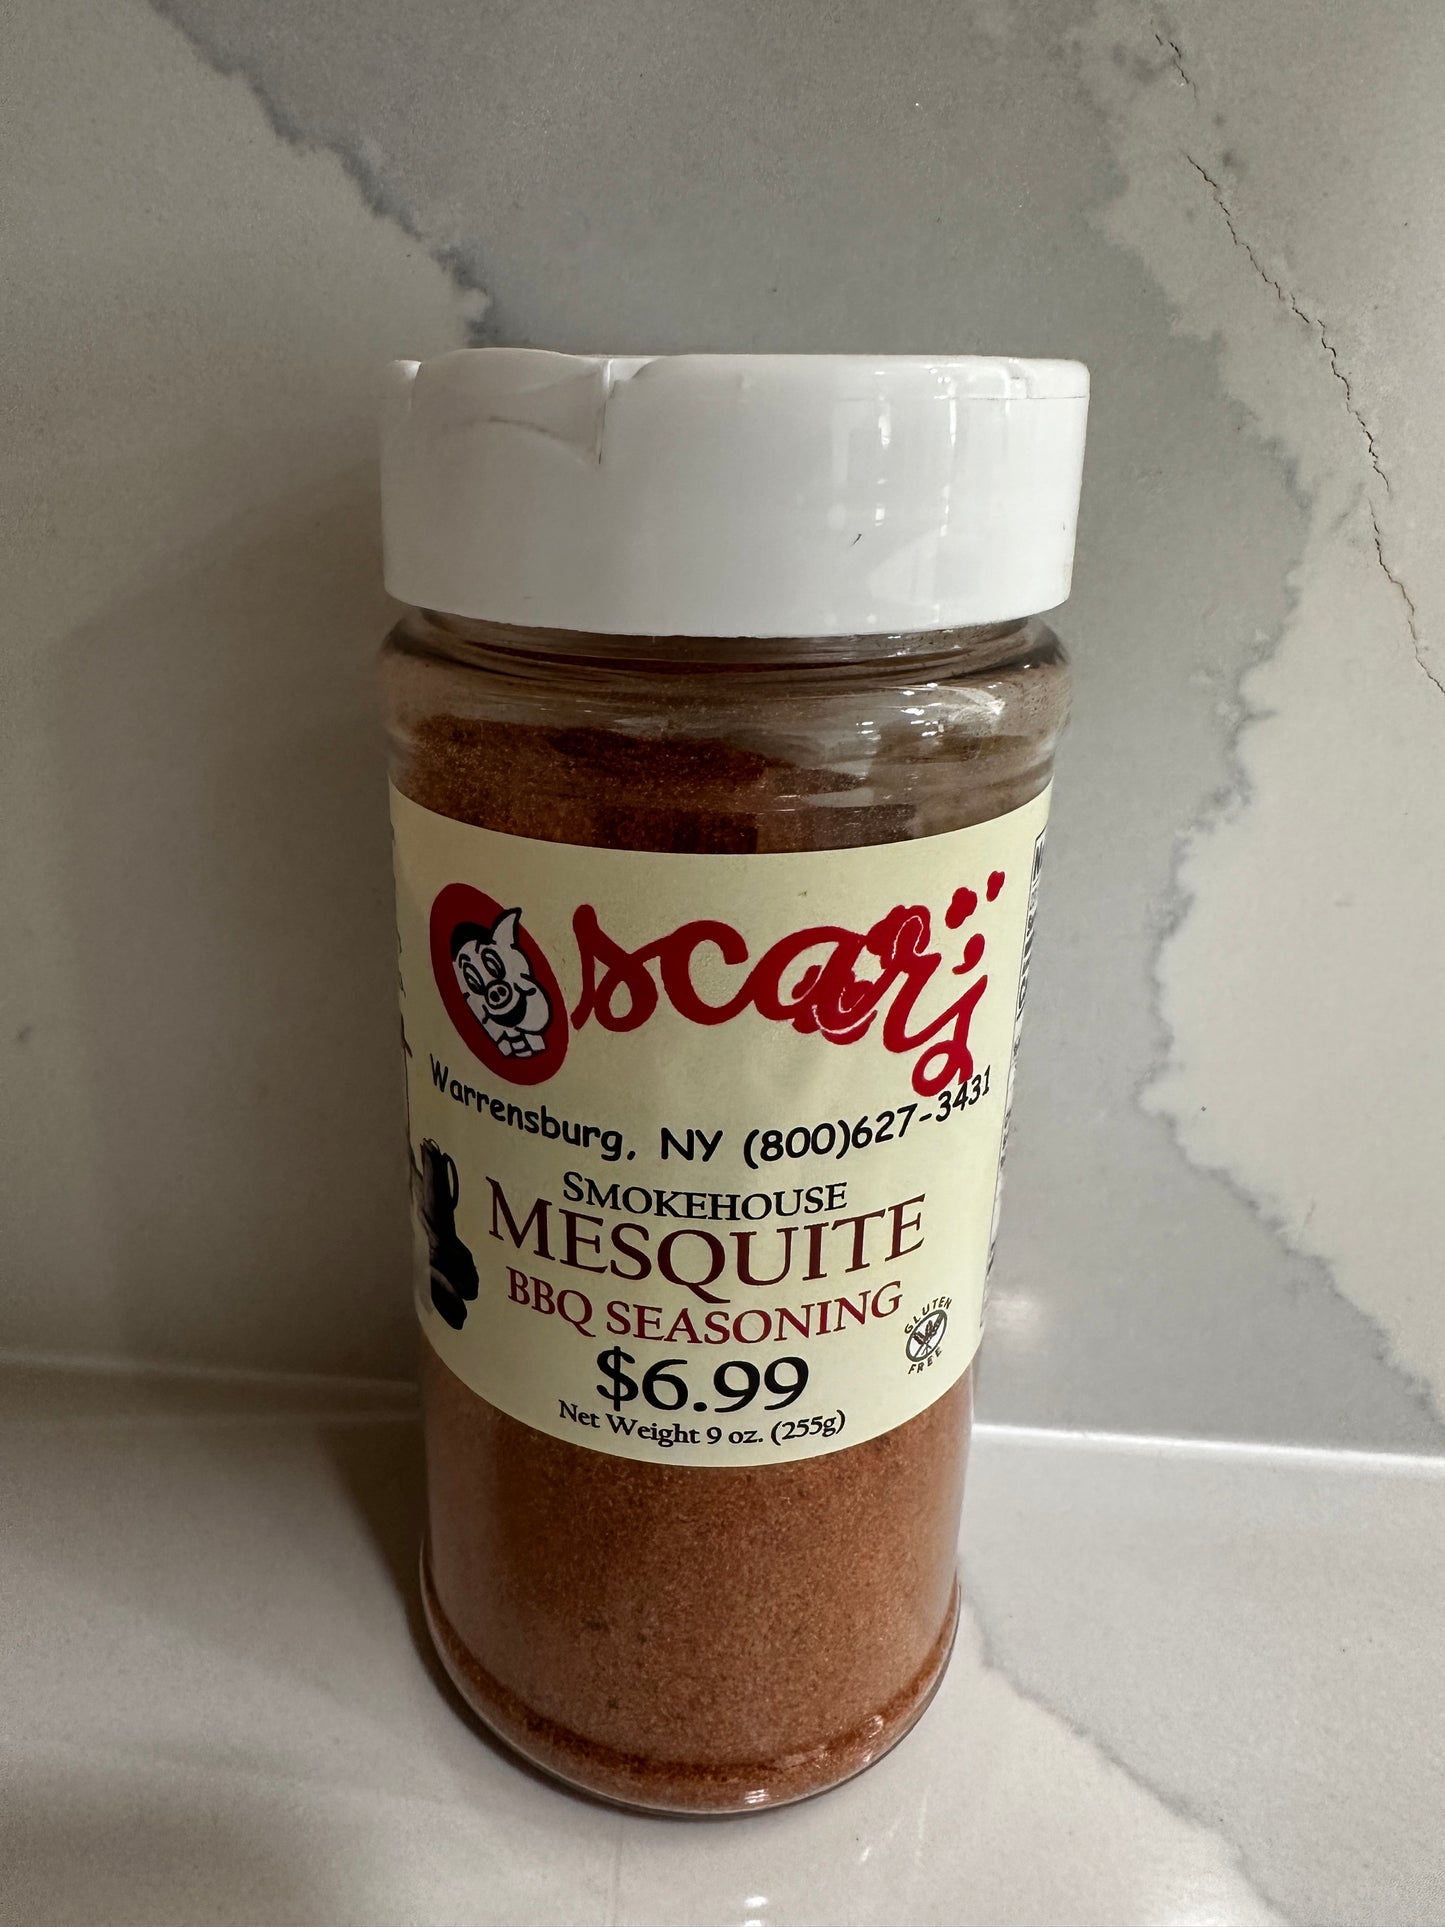 Oscar's
Warrensburg, NY (800)627-3431
SMOKEHOUSE
MESQUITE
BBQ SEASONING
GLUTEN
FREE
$6.99
Net Weight 9 oz. (255g)